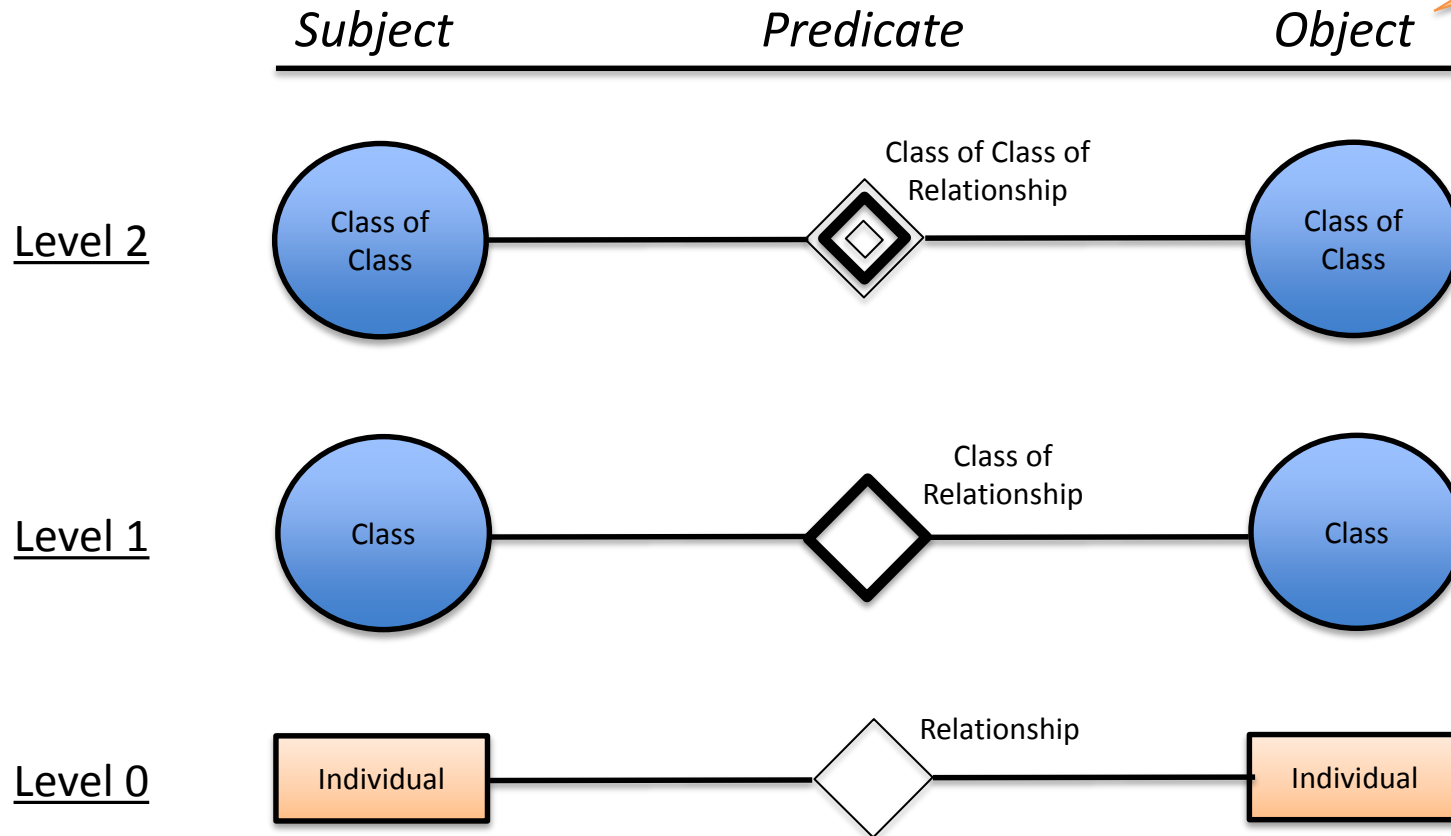 Subject Predicate Object
Class of Class of
Relationship
Level 2
Class of
Class
Class of
Class
Class of
Relationship
Level 1
Class
Class
Relationship
Level 0
Individual
Individual